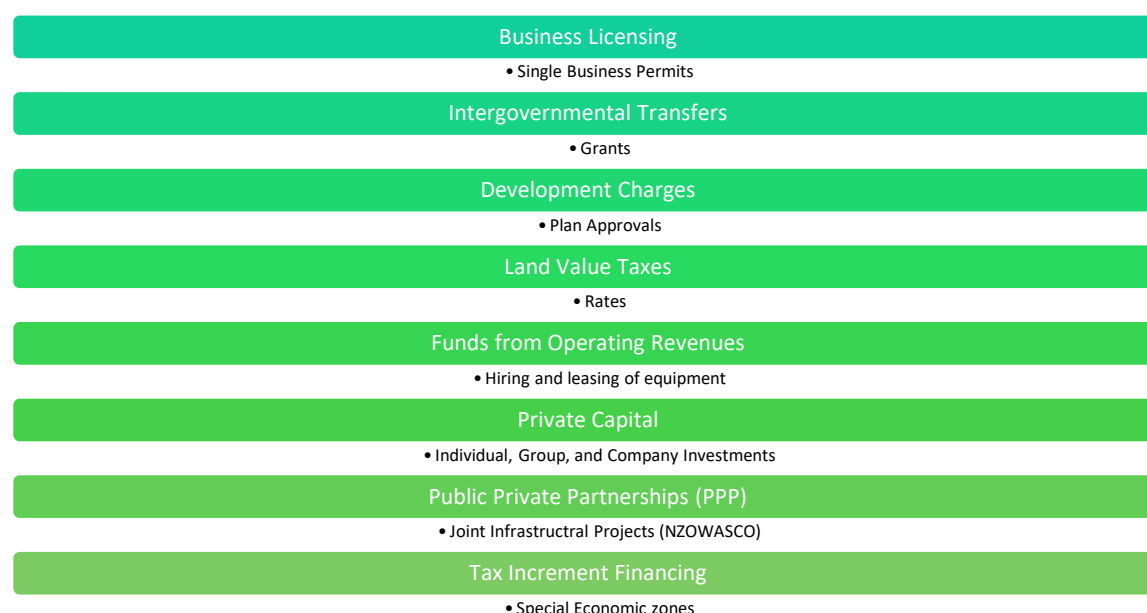 Business Licensing
• Single Business Permits
Intergovernmental Transfers
• Grants
Development Charges
• Plan Approvals
Land Value Taxes
• Rates
Funds from Operating Revenues
• Hiring and leasing of equipment
Private Capital
• Individual, Group, and Company Investments
Public Private Partnerships (PPP)
• Joint Infrastructral Projects (NZOWASCO)
Tax Increment Financing
• Special Economic zones